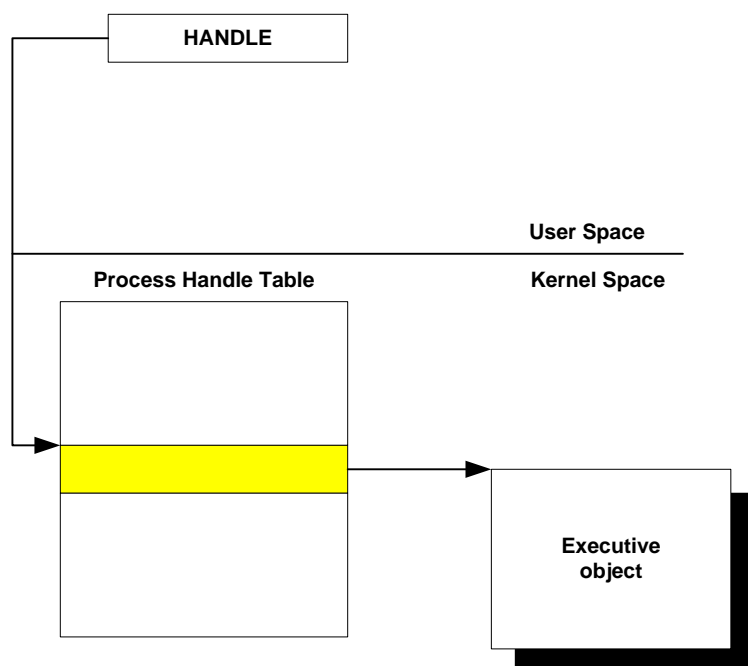 HANDLE
User Space
Process Handle Table
Kernel Space
Executive
object